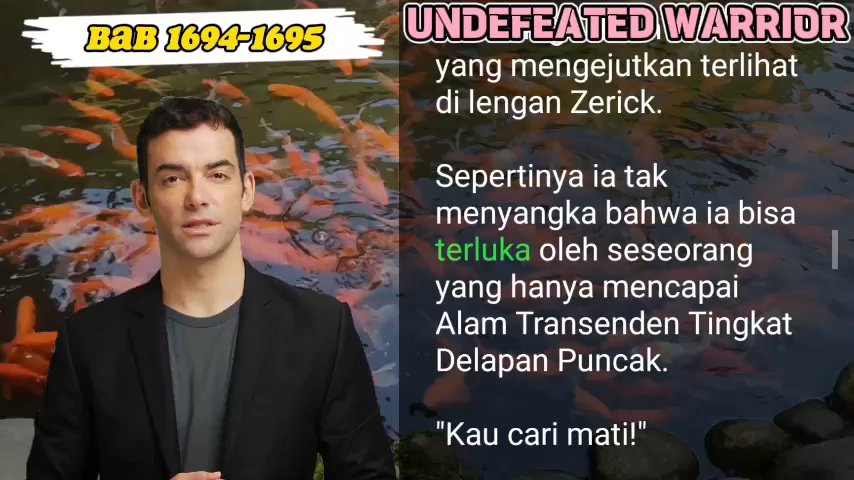 BAB 1694-1695
UNDEFEATED WARRIOR
yang mengejutkan terlihat
di lengan Zerick.
Sepertinya ia tak
menyangka bahwa ia bisa
terluka oleh seseorang
yang hanya mencapai
Alam Transenden Tingkat
Delapan Puncak.
"Kau cari mati!"